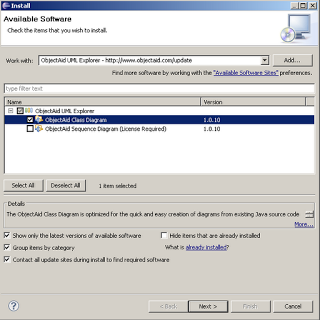 Install
Available Software
Check the items that you wish to install.
Work with: ObjectAid UML Explorer - http://www.objectaid.com/update Add...
Find more software by working with the "Available Software Sites" preferences.
type filter text
Name Version
ObjectAid UML Explorer
ObjectAid Class Diagram 1.0.10
ObjectAid Sequence Diagram (License Required) 1.0.10
Select All Deselect All 1 item selected
Details
The ObjectAid Class Diagram is optimized for the quick and easy creation of diagrams from existing Java source code
More...
Show only the latest versions of available software Hide items that are already installed
Group items by category What is already installed?
Contact all update sites during install to find required software
? < Back Next > Finish Cancel